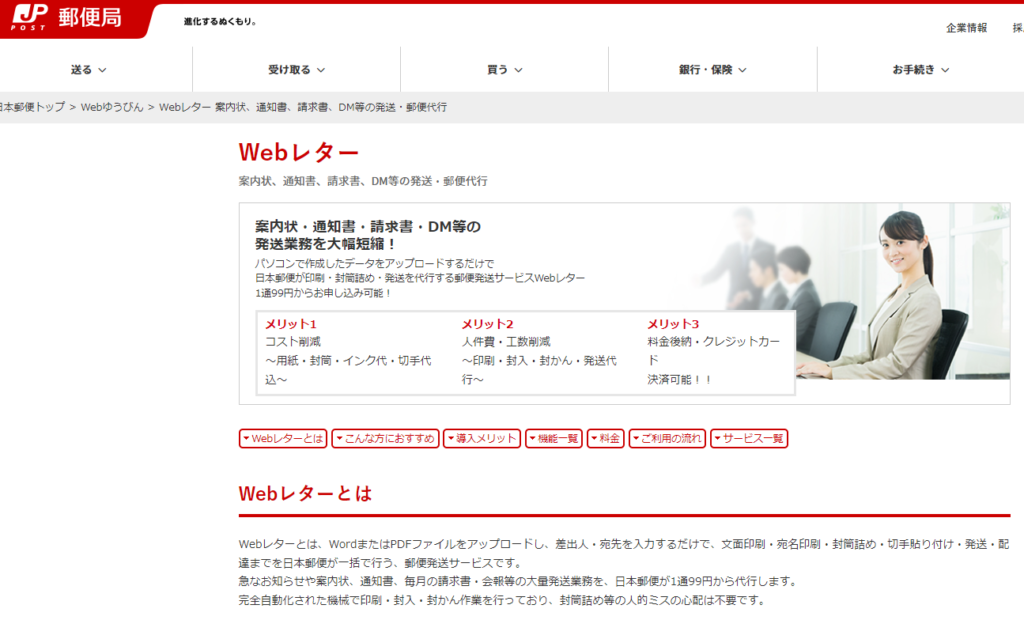 JP
POST
郵便局
進化するぬくもり。
企業情報
採
送る
受け取る
買う
銀行・保険
お手続き
日本郵便トップ > Webゆうびん > Webレター 案内状、通知書、請求書、DM等の発送・郵便代行
Webレター
案内状、通知書、請求書、DM等の発送・郵便代行
案内状・通知書・請求書・DM等の
発送業務を大幅短縮！
パソコンで作成したデータをアップロードするだけで
日本郵便が印刷・封筒詰め・発送を代行する郵便発送サービスWebレター
1通99円からお申し込み可能！
メリット1
コスト削減
～用紙・封筒・インク代・切手代
込～
メリット2
人件費・工数削減
～印刷・封入・封かん・発送代
行～
メリット3
料金後納・クレジットカー
ド
決済可能！！
Webレターとは
こんな方におすすめ
導入メリット
機能一覧
料金
ご利用の流れ
サービス一覧
Webレターとは
Webレターとは、WordまたはPDFファイルをアップロードし、差出人・宛先を入力するだけで、文面印刷・宛名印刷・封筒詰め・切手貼り付け・発送・配
達までを日本郵便が一括で行う、郵便発送サービスです。
急なお知らせや案内状、通知書、毎月の請求書・会報等の大量発送業務を、日本郵便が1通99円から代行します。
完全自動化された機械で印刷・封入・封かん作業を行っており、封筒詰め等の人的ミスの心配は不要です。